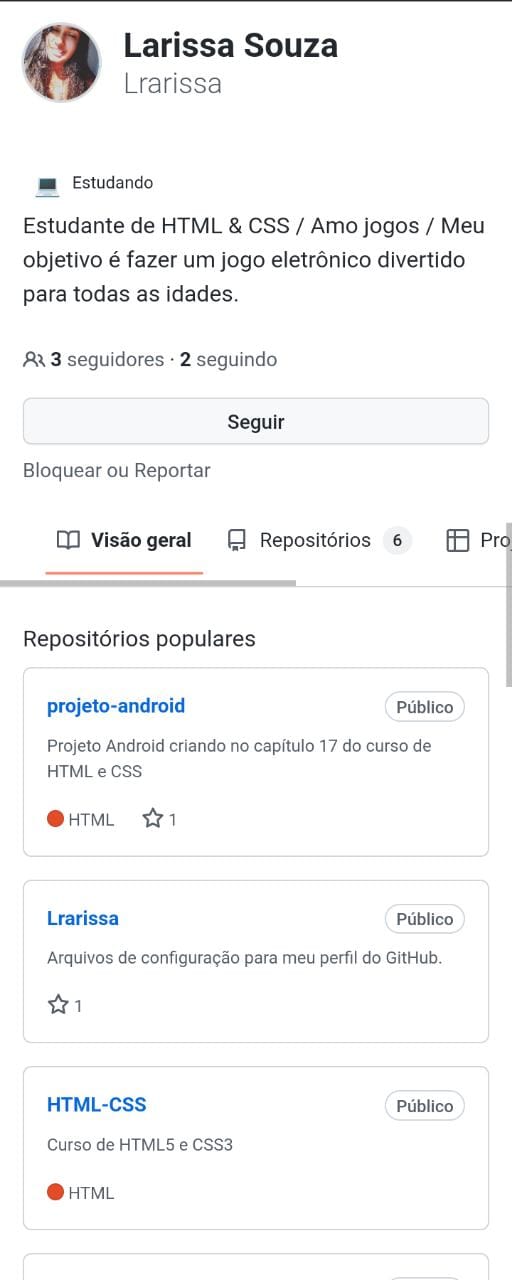 Larissa Souza
Lrarissa
Estudando
Estudante de HTML & CSS / Amo jogos / Meu
objetivo é fazer um jogo eletrônico divertido
para todas as idades.
3 seguidores · 2 seguindo
Seguir
Bloquear ou Reportar
Visão geral Repositórios 6 Proj
Repositórios populares
projeto-android Público
Projeto Android criando no capítulo 17 do curso de
HTML e CSS
HTML 1
Lrarissa Público
Arquivos de configuração para meu perfil do GitHub.
1
HTML-CSS Público
Curso de HTML5 e CSS3
HTML